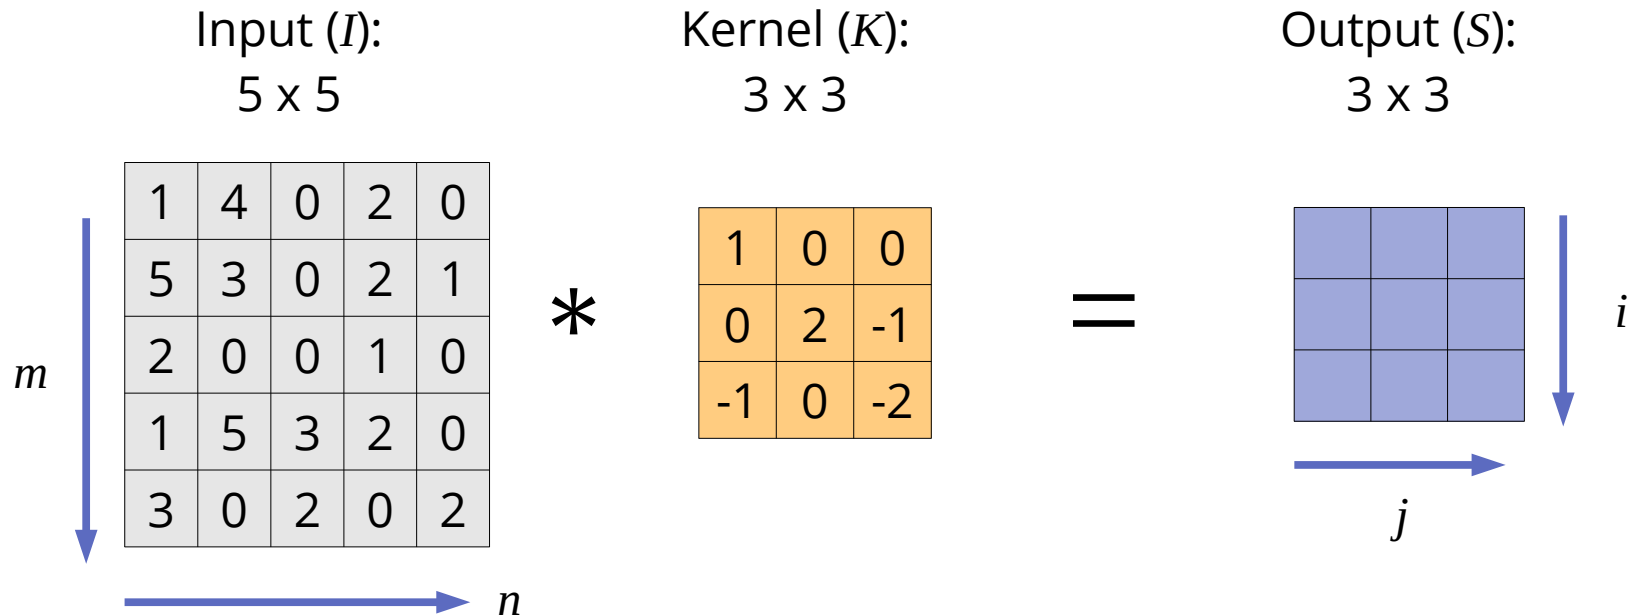 Input (I):
5 x 5
Kernel (K):
3 x 3
Output (S):
3 x 3
1 4 0 2 0
5 3 0 2 1
2 0 0 1 0
1 5 3 2 0
3 0 2 0 2
m
n
*
1 0 0
0 2 -1
-1 0 -2
=
i
j